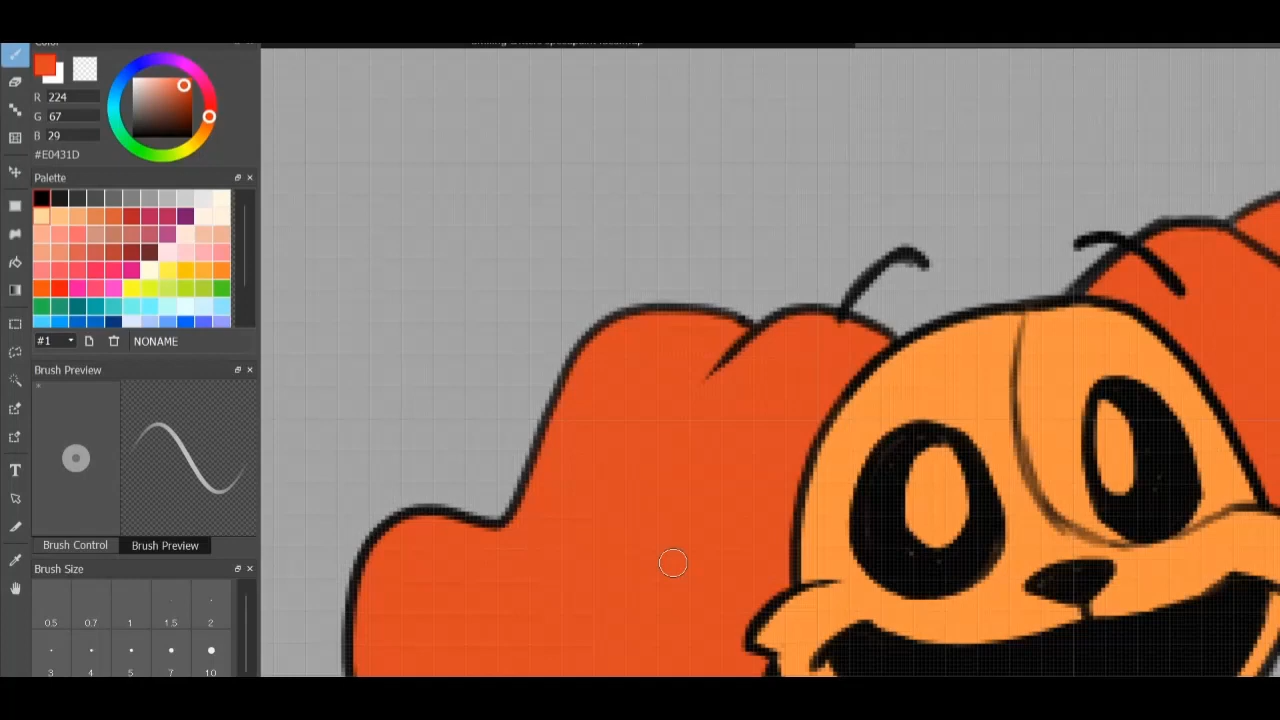 Color
R 224
G 67
B 29
#E0431D
Palette
#1 NONAME
Brush Preview
Brush Control Brush Preview
Brush Size
0.5 0.7 1 1.5 2
3 4 5 7 10